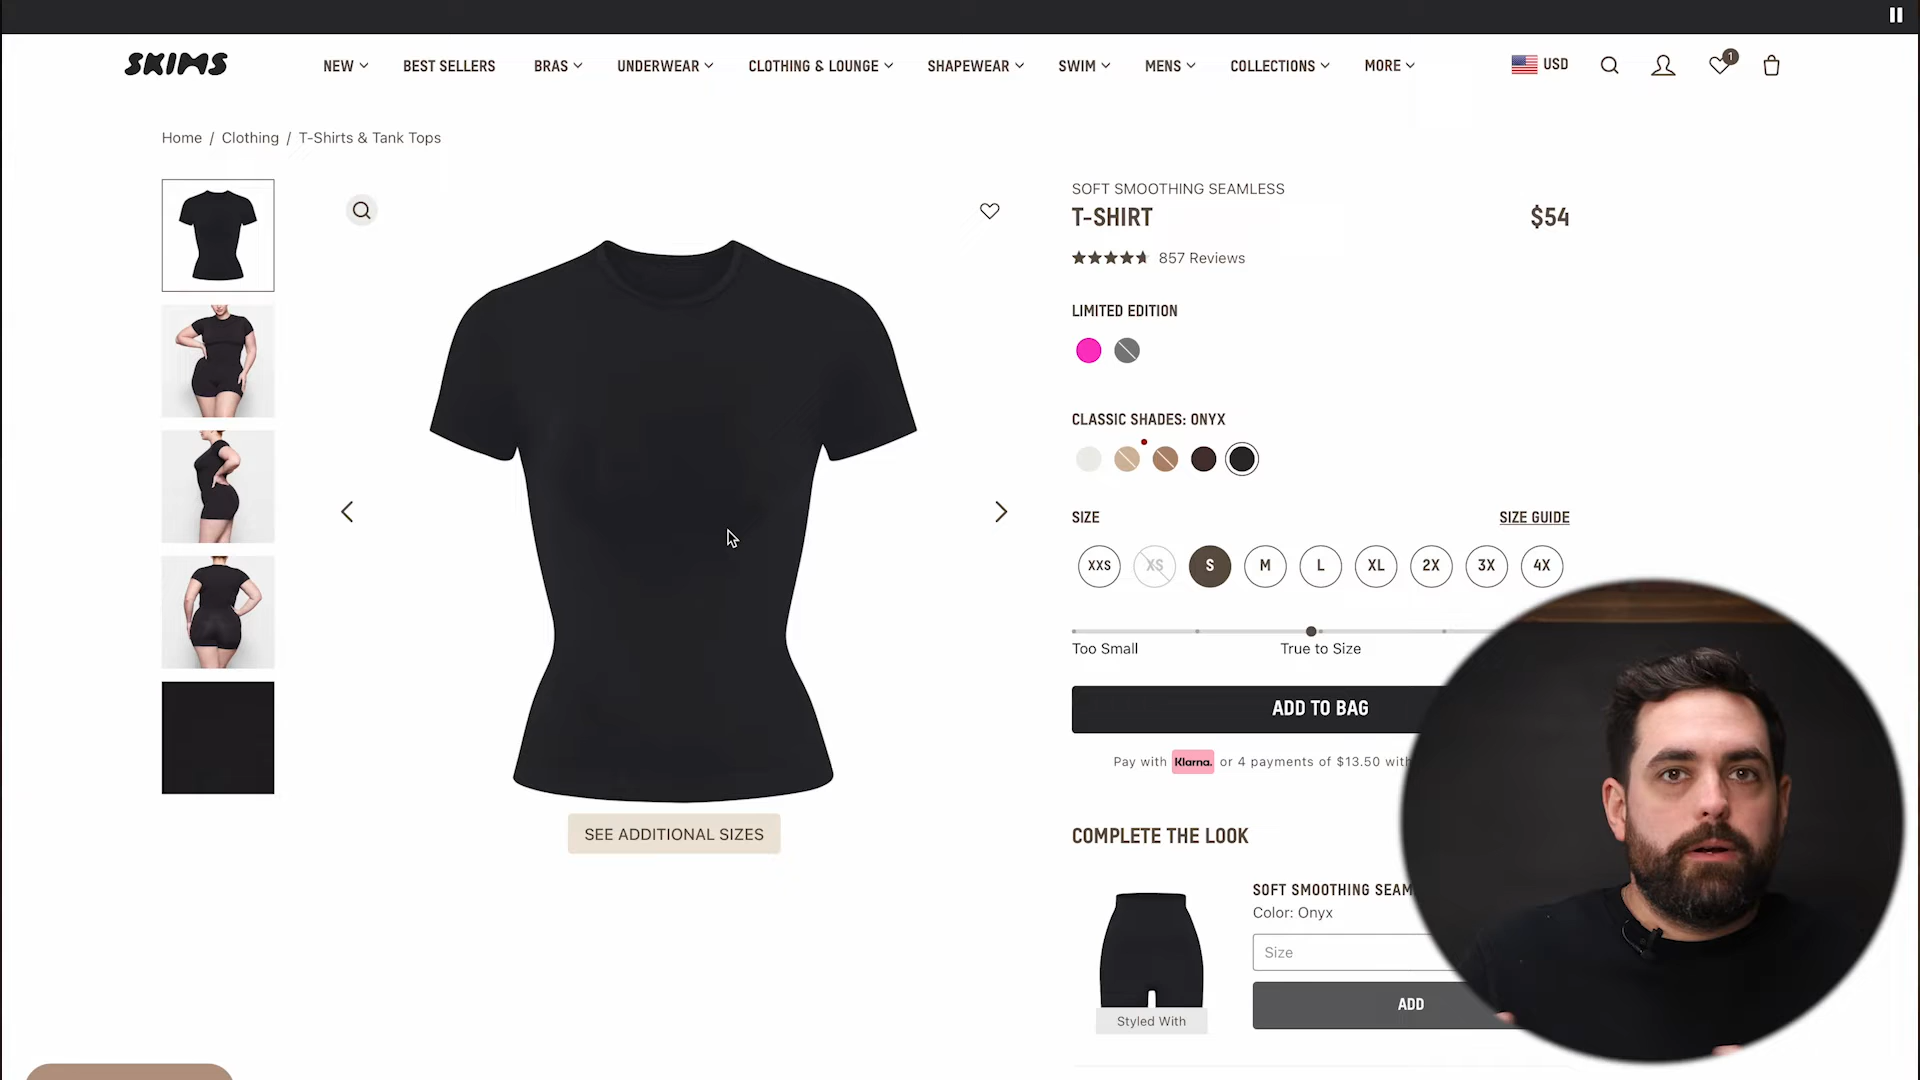 SKIMS
NEW
BEST SELLERS
BRAS
UNDERWEAR
CLOTHING & LOUNGE
SHAPEWEAR
SWIM
MENS
COLLECTIONS
MORE
USD
1
Home / Clothing / T-Shirts & Tank Tops
SOFT SMOOTHING SEAMLESS
T-SHIRT
$54
857 Reviews
LIMITED EDITION
CLASSIC SHADES: ONYX
SIZE
SIZE GUIDE
XXS
XS
S
M
L
XL
2X
3X
4X
Too Small
True to Size
ADD TO BAG
Pay with Klarna. or 4 payments of $13.50 with
SEE ADDITIONAL SIZES
COMPLETE THE LOOK
SOFT SMOOTHING SEAM
Color: Onyx
Size
ADD
Styled With